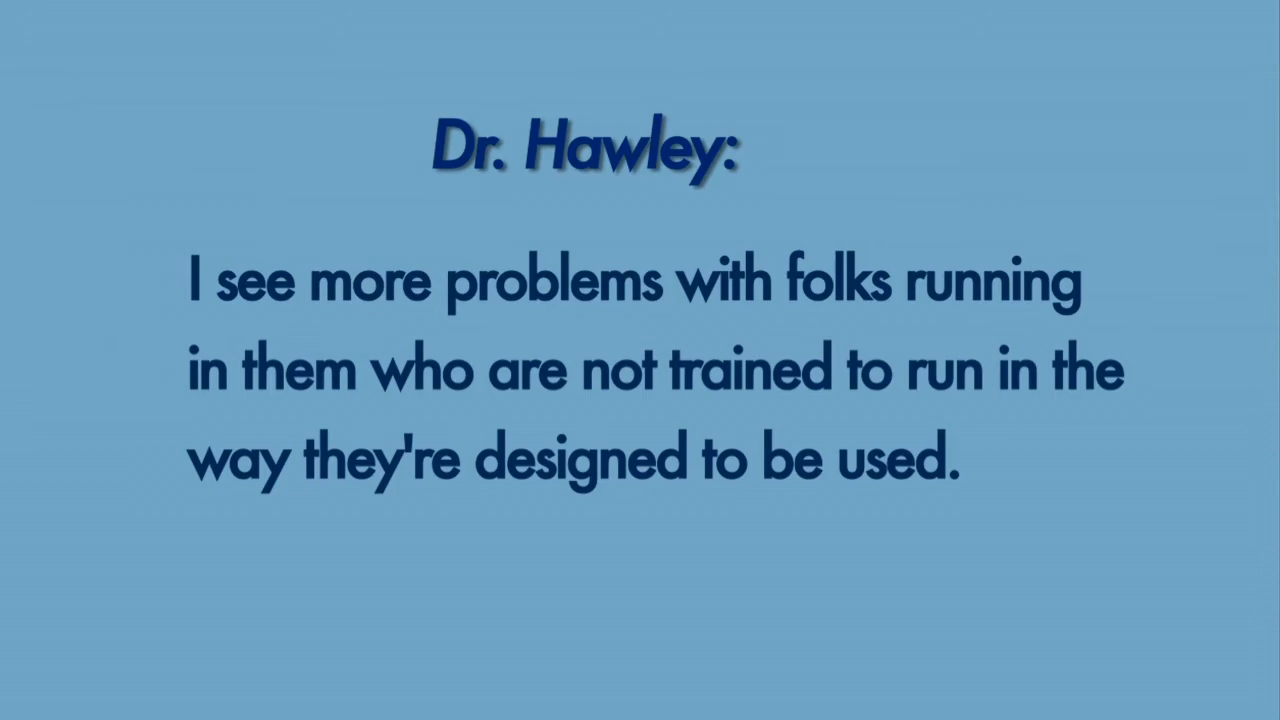 Dr. Hawley:
I see more problems with folks running
in them who are not trained to run in the
way they're designed to be used.